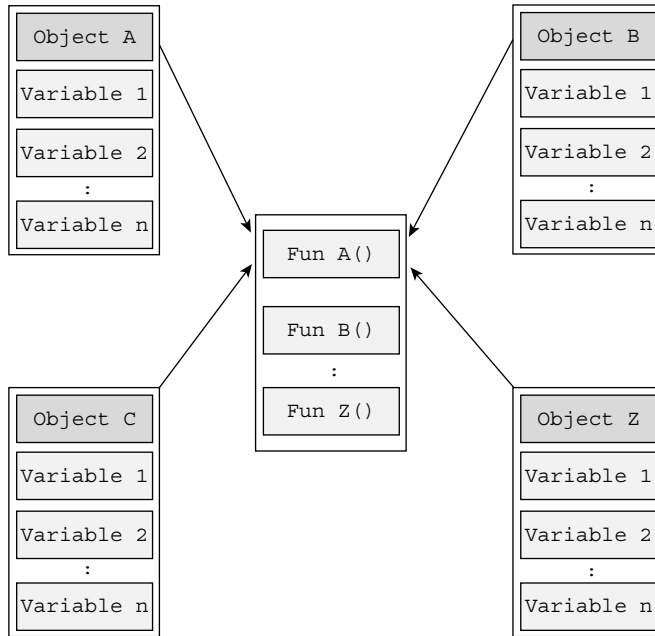 Object A
Variable 1
Variable 2
:
Variable n
Object B
Variable 1
Variable 2
:
Variable n
Fun A()
Fun B()
:
Fun Z()
Object C
Variable 1
Variable 2
:
Variable n
Object Z
Variable 1
Variable 2
:
Variable n